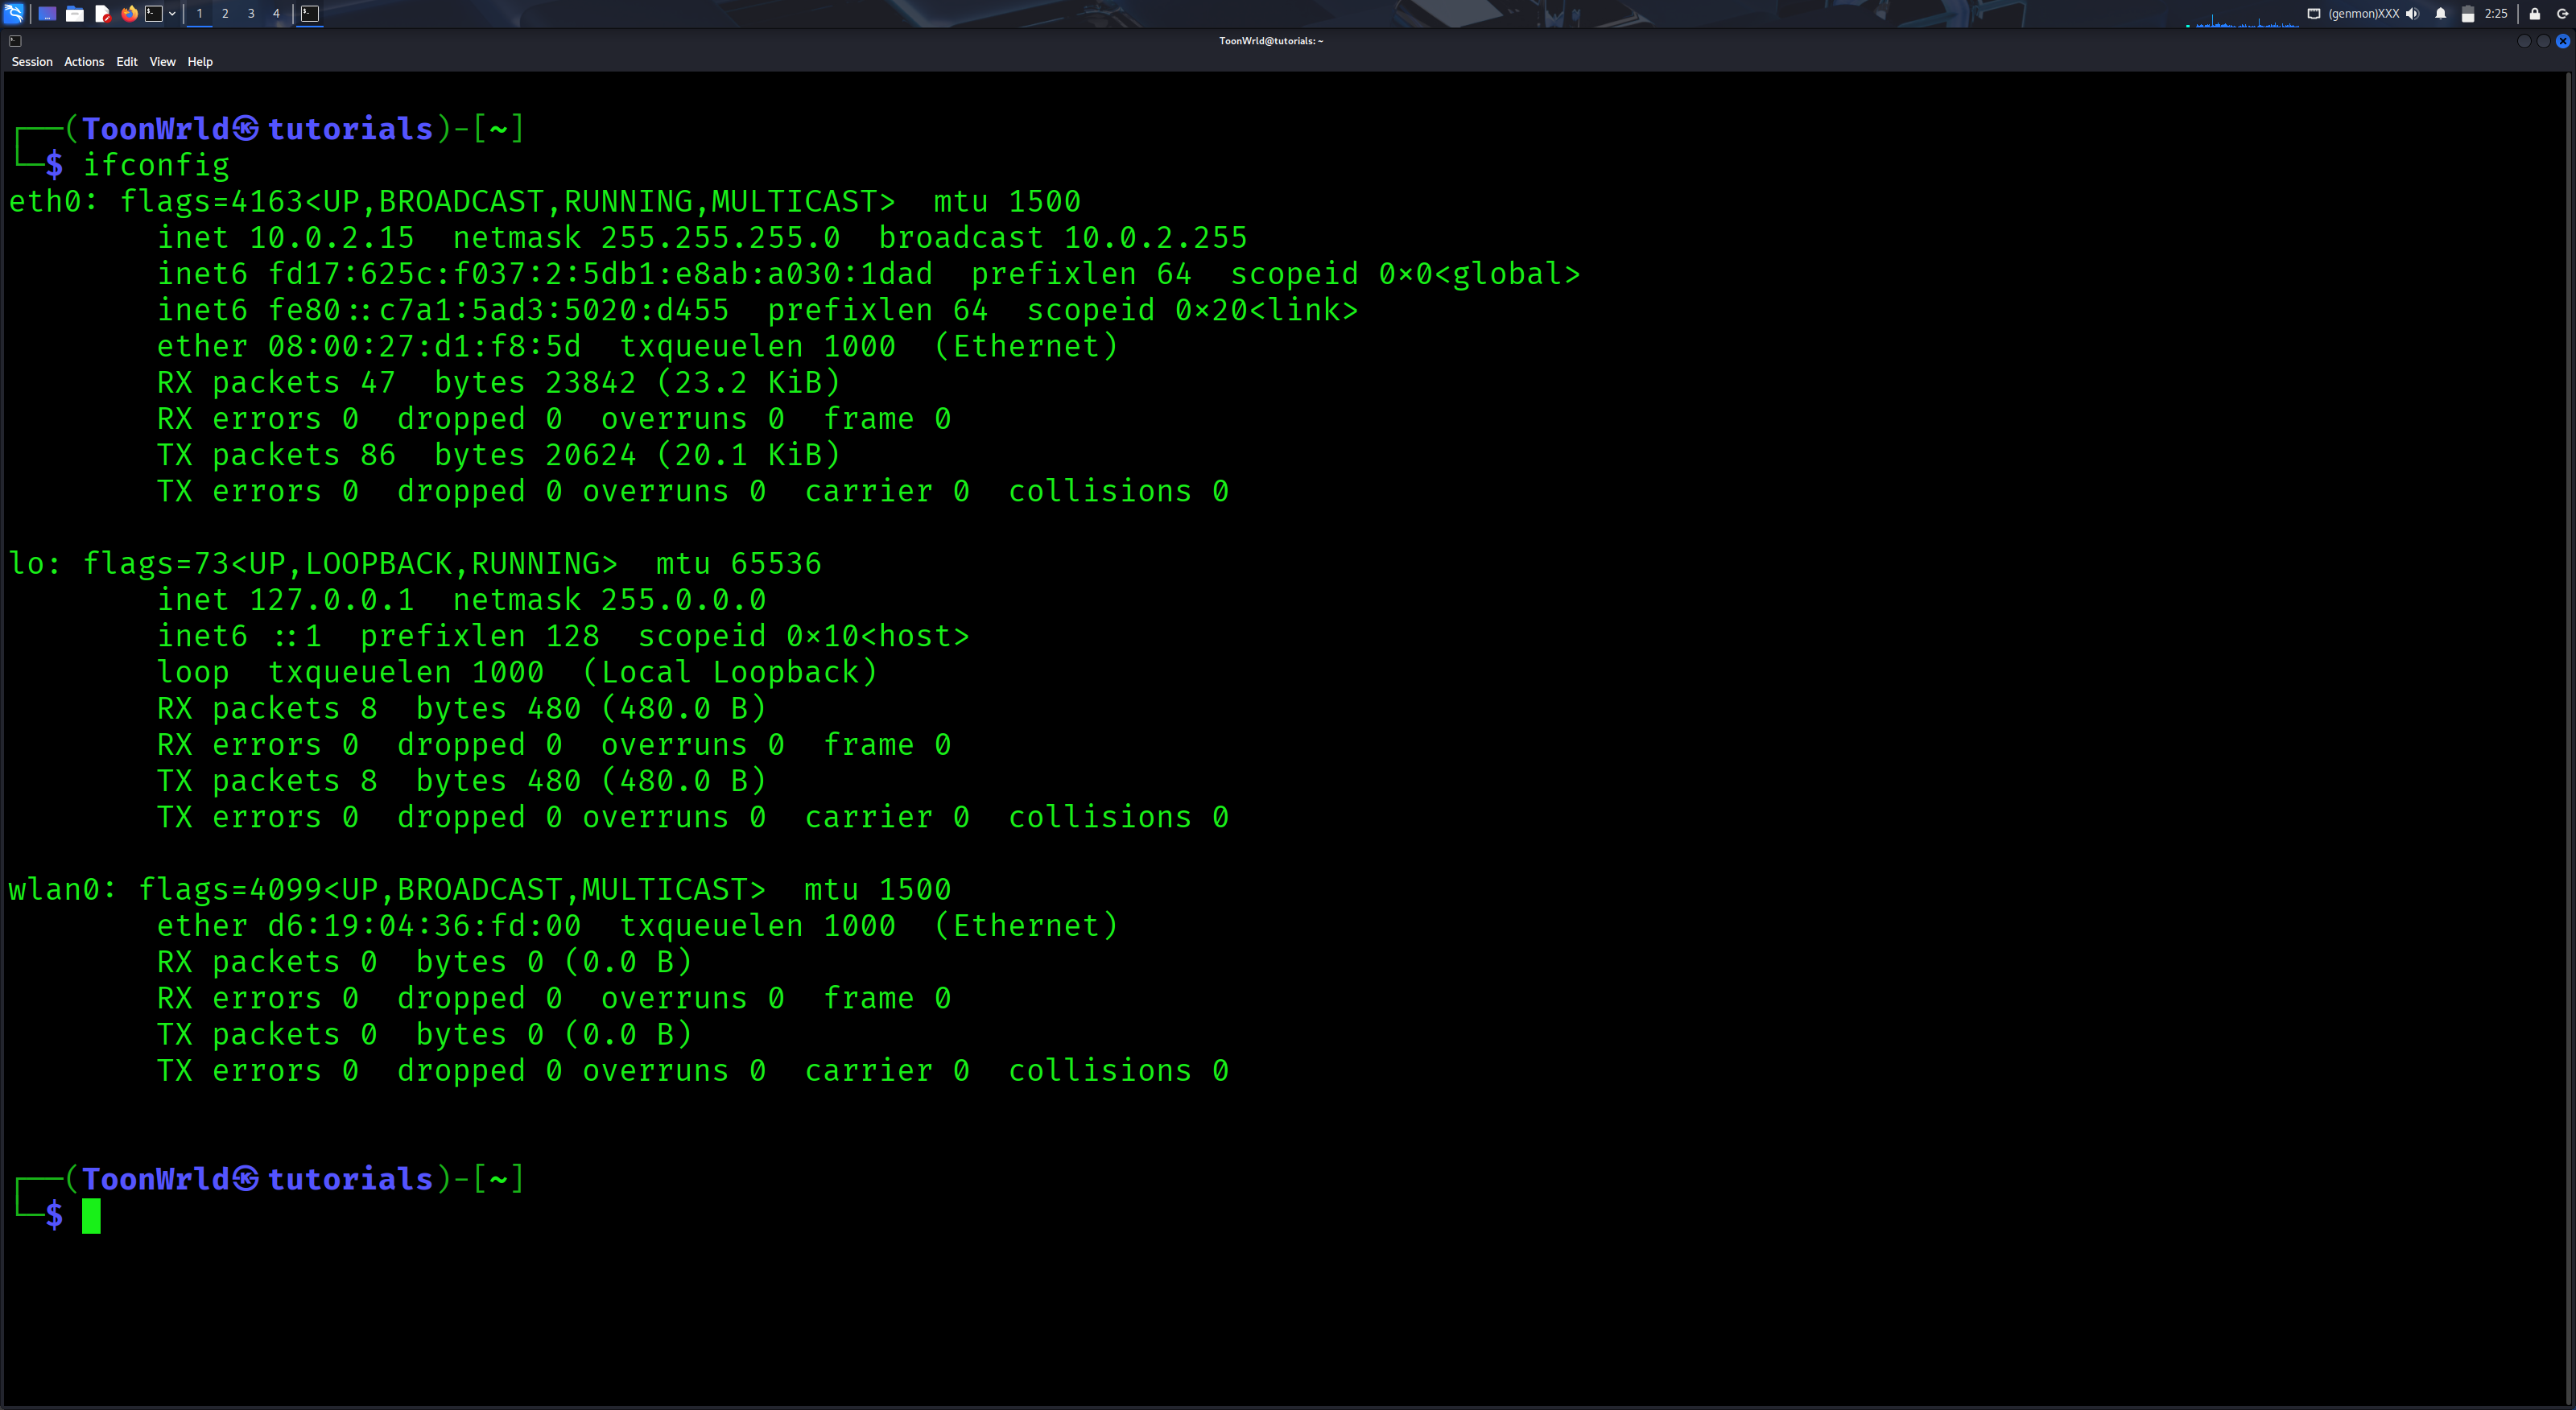 1 2 3 4 (genmon)XXX 2:25
ToonWrld@tutorials: ~
Session Actions Edit View Help
┌──(ToonWrld㉿tutorials)-[~]
└─$ ifconfig
eth0: flags=4163<UP,BROADCAST,RUNNING,MULTICAST>  mtu 1500
        inet 10.0.2.15  netmask 255.255.255.0  broadcast 10.0.2.255
        inet6 fd17:625c:f037:2:5db1:e8ab:a030:1dad  prefixlen 64  scopeid 0×0<global>
        inet6 fe80::c7a1:5ad3:5020:d455  prefixlen 64  scopeid 0×20<link>
        ether 08:00:27:d1:f8:5d  txqueuelen 1000  (Ethernet)
        RX packets 47  bytes 23842 (23.2 KiB)
        RX errors 0  dropped 0  overruns 0  frame 0
        TX packets 86  bytes 20624 (20.1 KiB)
        TX errors 0  dropped 0 overruns 0  carrier 0  collisions 0
lo: flags=73<UP,LOOPBACK,RUNNING>  mtu 65536
        inet 127.0.0.1  netmask 255.0.0.0
        inet6 ::1  prefixlen 128  scopeid 0×10<host>
        loop  txqueuelen 1000  (Local Loopback)
        RX packets 8  bytes 480 (480.0 B)
        RX errors 0  dropped 0  overruns 0  frame 0
        TX packets 8  bytes 480 (480.0 B)
        TX errors 0  dropped 0 overruns 0  carrier 0  collisions 0
wlan0: flags=4099<UP,BROADCAST,MULTICAST>  mtu 1500
        ether d6:19:04:36:fd:00  txqueuelen 1000  (Ethernet)
        RX packets 0  bytes 0 (0.0 B)
        RX errors 0  dropped 0  overruns 0  frame 0
        TX packets 0  bytes 0 (0.0 B)
        TX errors 0  dropped 0 overruns 0  carrier 0  collisions 0
┌──(ToonWrld㉿tutorials)-[~]
└─$